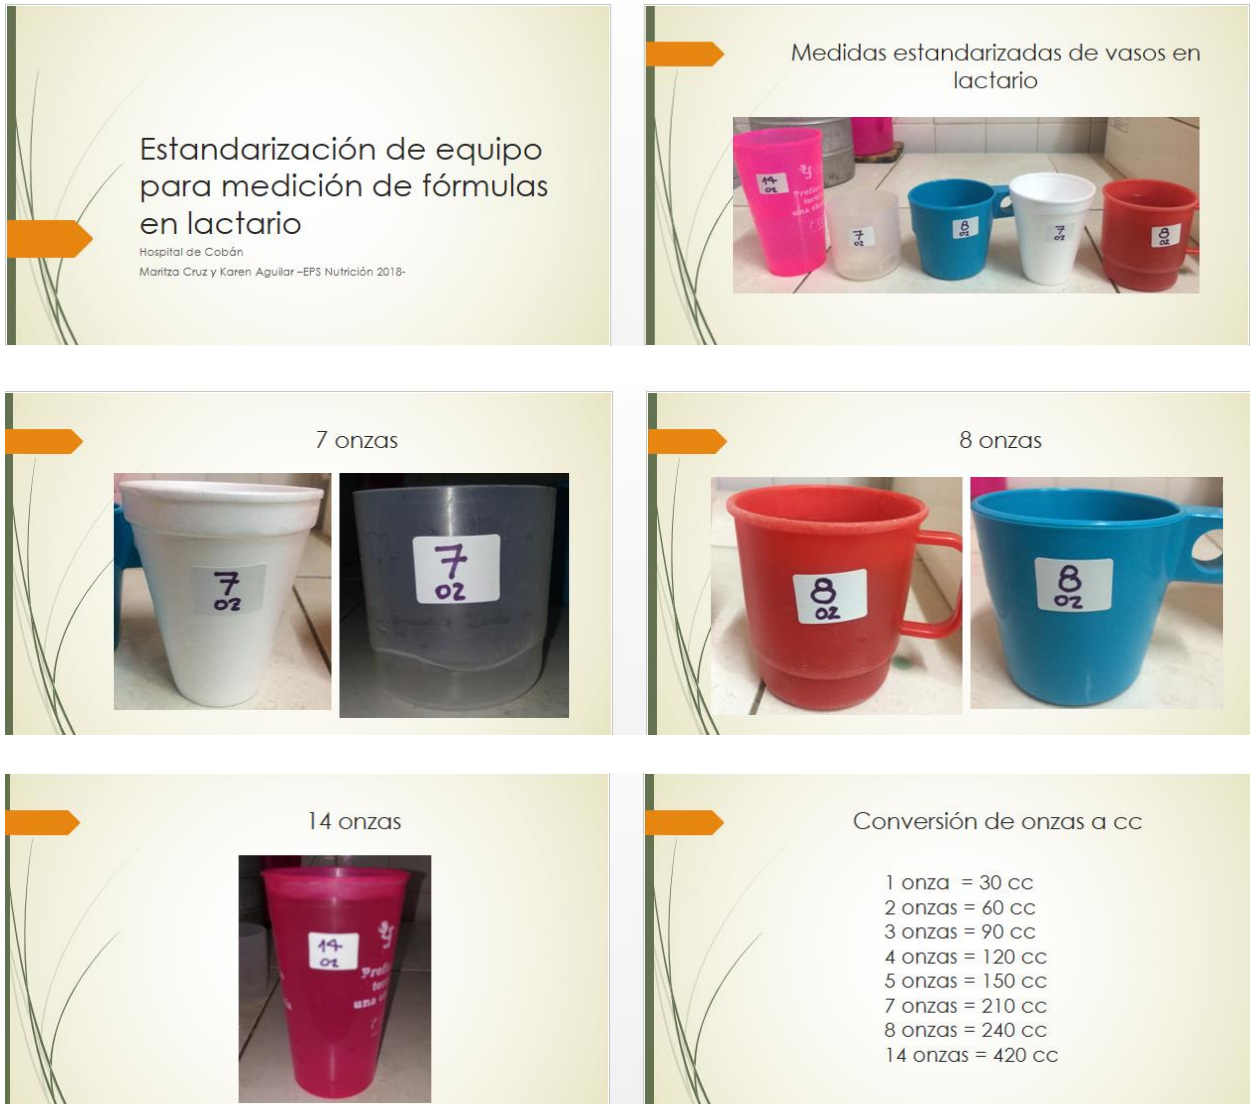 Estandarización de equipo
para medición de fórmulas
en lactario
Hospital de Cobán
Maritza Cruz y Karen Aguilar –EPS Nutrición 2018-
Medidas estandarizadas de vasos en
lactario
14
oz
7
oz
8
oz
7
oz
8
oz
una
7 onzas
7
oz
7
oz
8 onzas
8
oz
8
oz
14 onzas
14
oz
una
Conversión de onzas a cc
1 onza = 30 cc
2 onzas = 60 cc
3 onzas = 90 cc
4 onzas = 120 cc
5 onzas = 150 cc
7 onzas = 210 cc
8 onzas = 240 cc
14 onzas = 420 cc